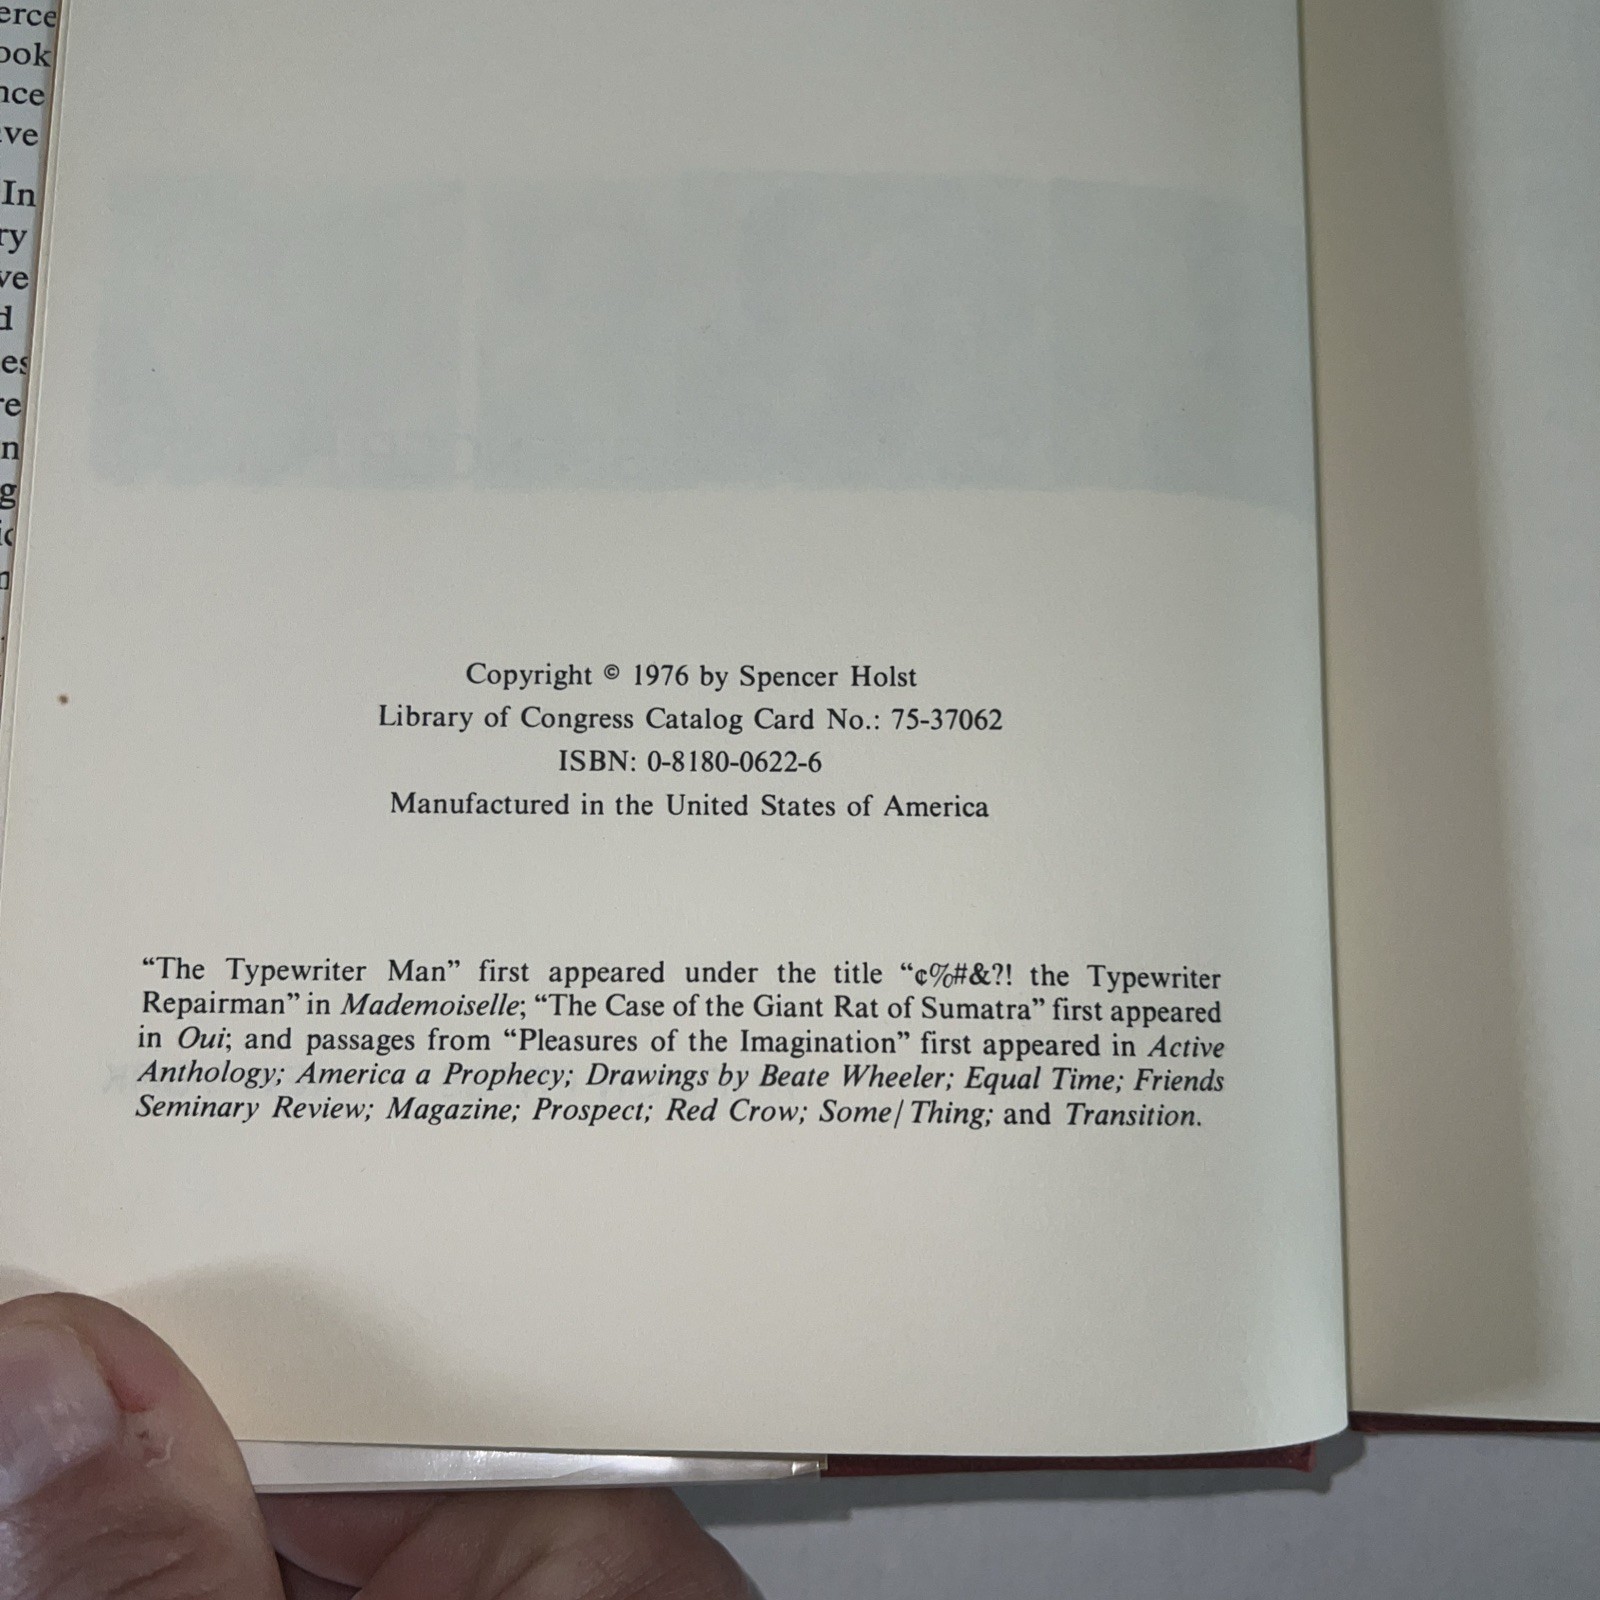 ook
In
Copyright © 1976 by Spencer Holst
Library of Congress Catalog Card No.: 75-37062
ISBN: 0-8180-0622-6
Manufactured in the United States of America
“The Typewriter Man” first appeared under the title “¢%#&?! the Typewriter
Repairman” in Mademoiselle; “The Case of the Giant Rat of Sumatra” first appeared
in Oui; and passages from “Pleasures of the Imagination” first appeared in Active
Anthology; America a Prophecy; Drawings by Beate Wheeler; Equal Time; Friends
Seminary Review; Magazine; Prospect; Red Crow; Some/Thing; and Transition.